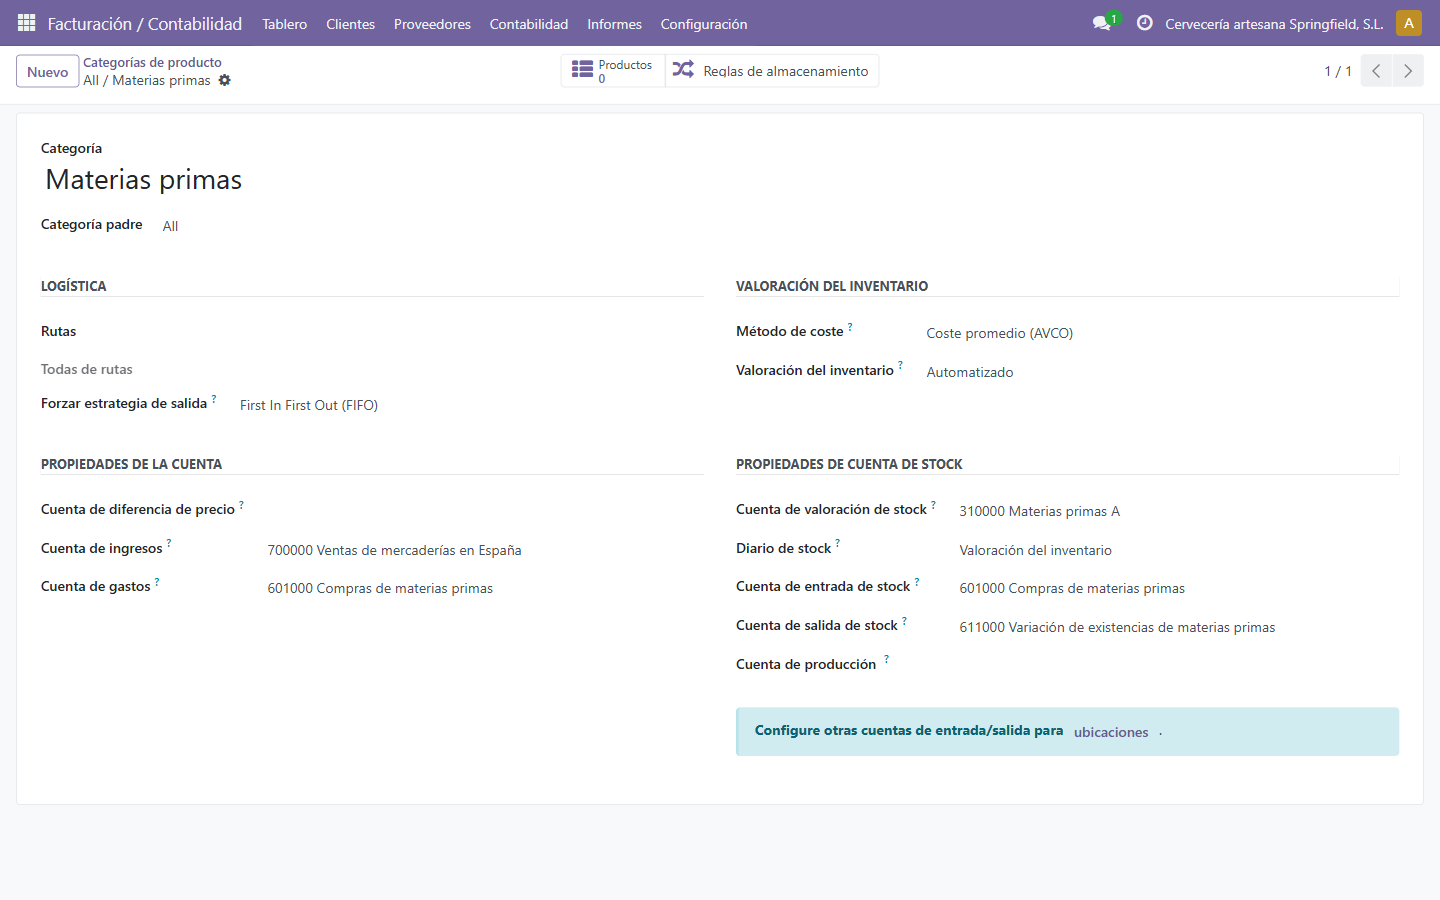 Facturación / Contabilidad Tablero Clientes Proveedores Contabilidad Informes Configuración 1 Cervecería artesana Springfield, S.L. A
Nuevo
Categorías de producto
All / Materias primas
Productos
0
Reglas de almacenamiento
1 / 1
Categoría
Materias primas
Categoría padre All
LOGÍSTICA
Rutas
Todas de rutas
Forzar estrategia de salida ? First In First Out (FIFO)
VALORACIÓN DEL INVENTARIO
Método de coste ? Coste promedio (AVCO)
Valoración del inventario ? Automatizado
PROPIEDADES DE LA CUENTA
Cuenta de diferencia de precio ?
Cuenta de ingresos ? 700000 Ventas de mercaderías en España
Cuenta de gastos ? 601000 Compras de materias primas
PROPIEDADES DE CUENTA DE STOCK
Cuenta de valoración de stock ? 310000 Materias primas A
Diario de stock ? Valoración del inventario
Cuenta de entrada de stock ? 601000 Compras de materias primas
Cuenta de salida de stock ? 611000 Variación de existencias de materias primas
Cuenta de producción ?
Configure otras cuentas de entrada/salida para ubicaciones .